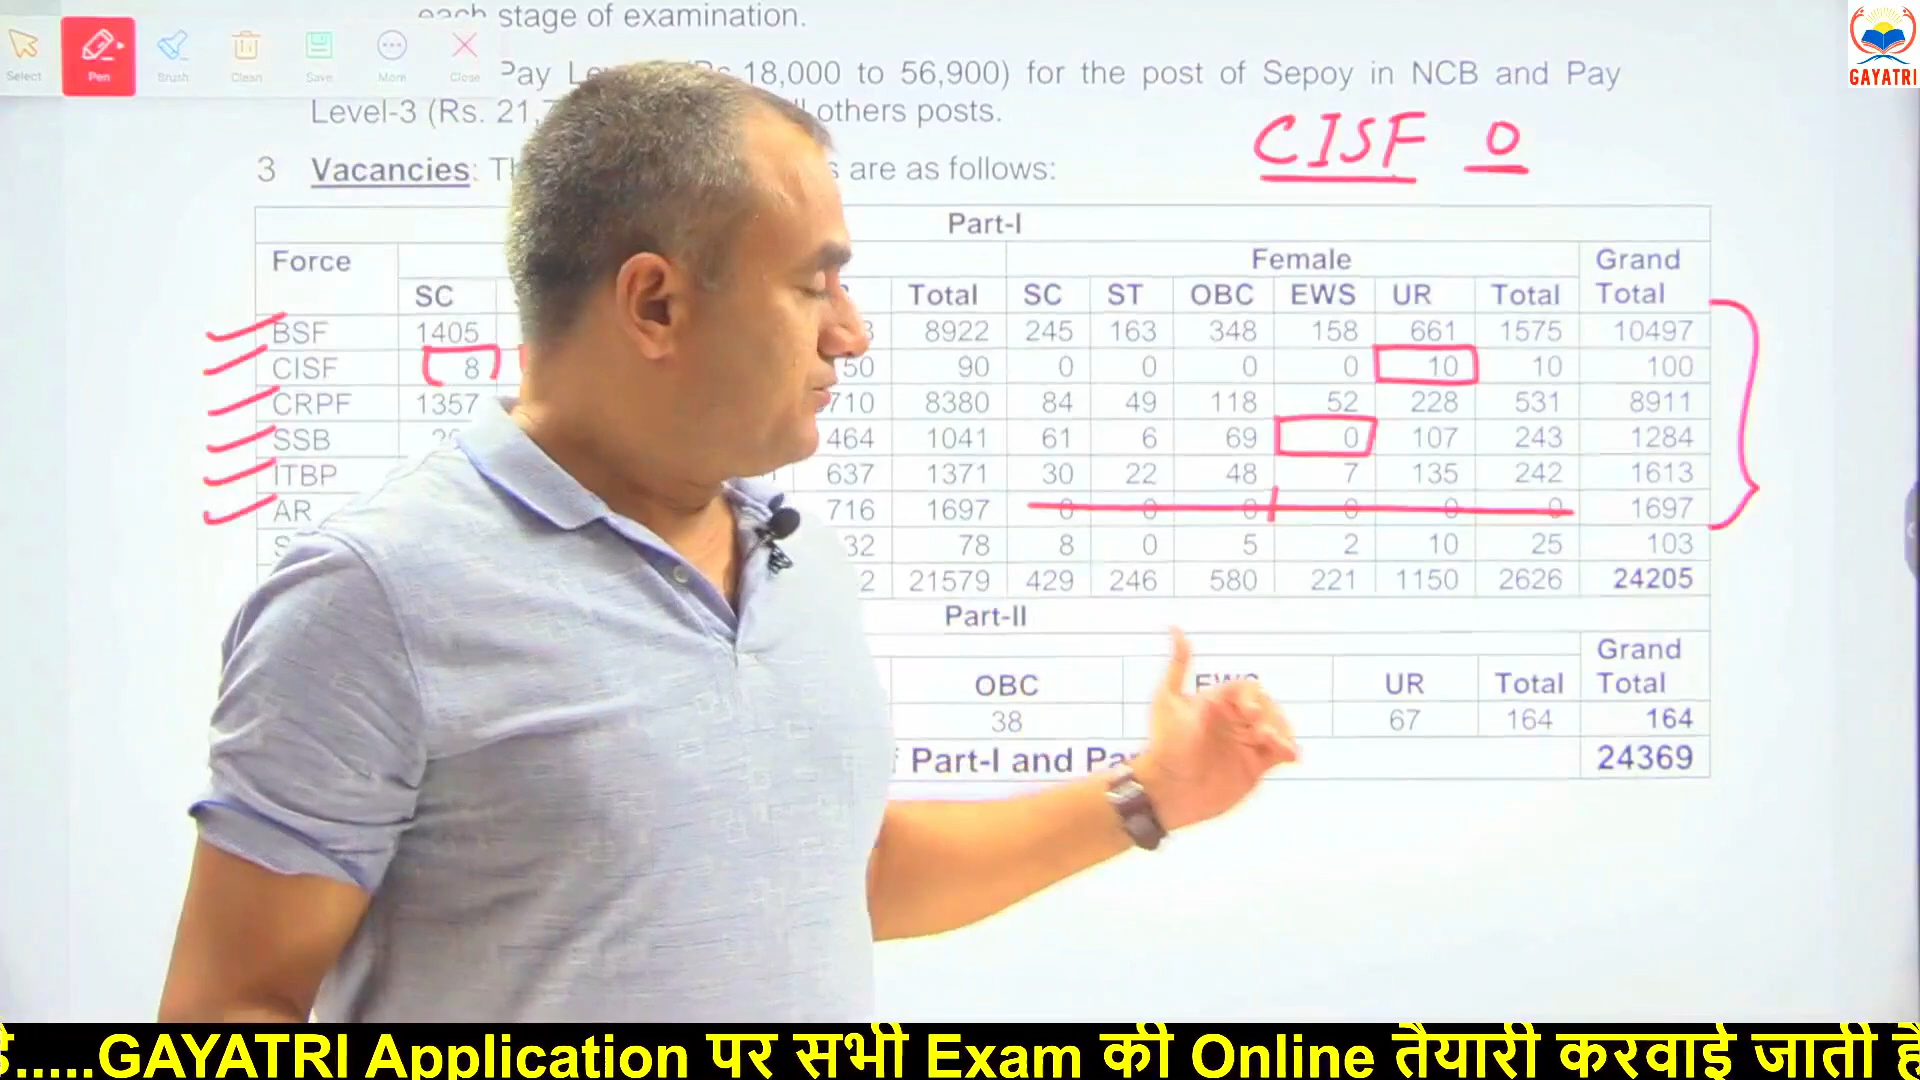 each stage of examination.
Select Pen Brush Clean Save More Close
GAYATRI
Pay 18,000 to 56,900) for the post of Sepoy in NCB and Pay
Level-3 (Rs. 21,7 others posts.
CISF 0
3 Vacancies: are as follows:
Part-I
Force Female Grand
SC Total SC ST OBC EWS UR Total Total
BSF 1405 8922 245 163 348 158 661 1575 10497
CISF 8 50 90 0 0 0 0 10 10 100
CRPF 1357 710 8380 84 49 118 52 228 531 8911
SSB 464 1041 61 6 69 0 107 243 1284
ITBP 637 1371 30 22 48 7 135 242 1613
AR 716 1697 0 0 0 0 0 0 1697
32 78 8 0 5 2 10 25 103
2 21579 429 246 580 221 1150 2626 24205
Part-II
Grand
OBC EWS UR Total Total
38 67 164 164
Part-I and 24369
है.....GAYATRI Application पर सभी Exam की Online तैयारी करवाई जाती है